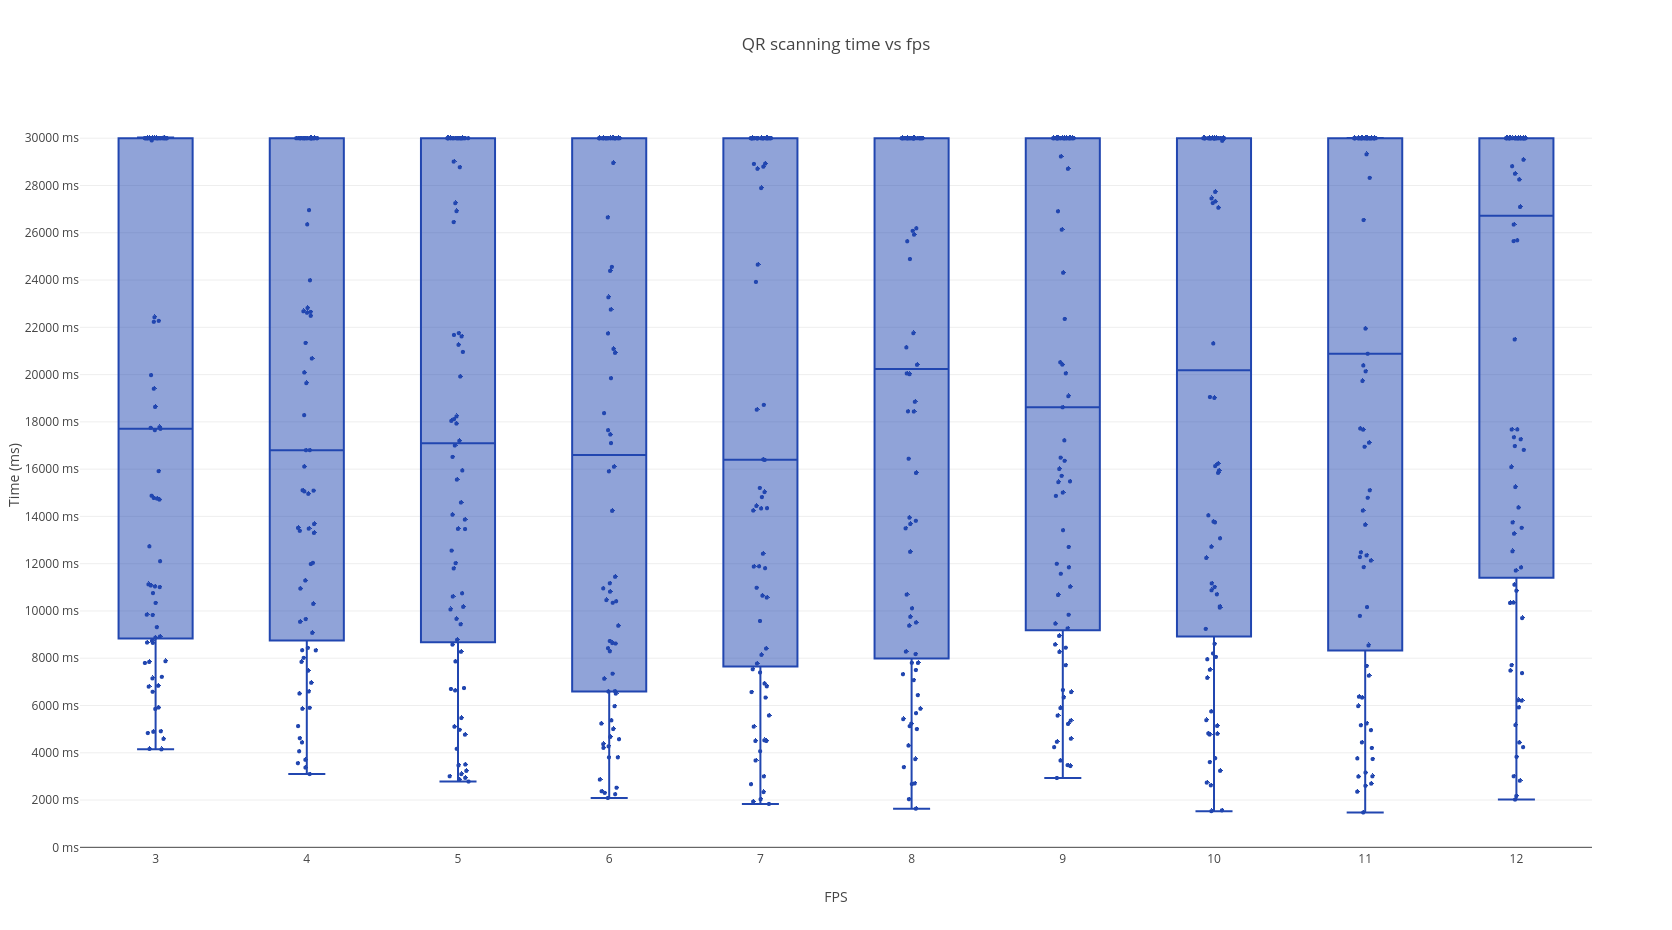 QR scanning time vs fps
30000 ms
28000 ms
26000 ms
24000 ms
22000 ms
20000 ms
18000 ms
16000 ms
14000 ms
12000 ms
10000 ms
8000 ms
6000 ms
4000 ms
2000 ms
0 ms
Time (ms)
3 4 5 6 7 8 9 10 11 12
FPS